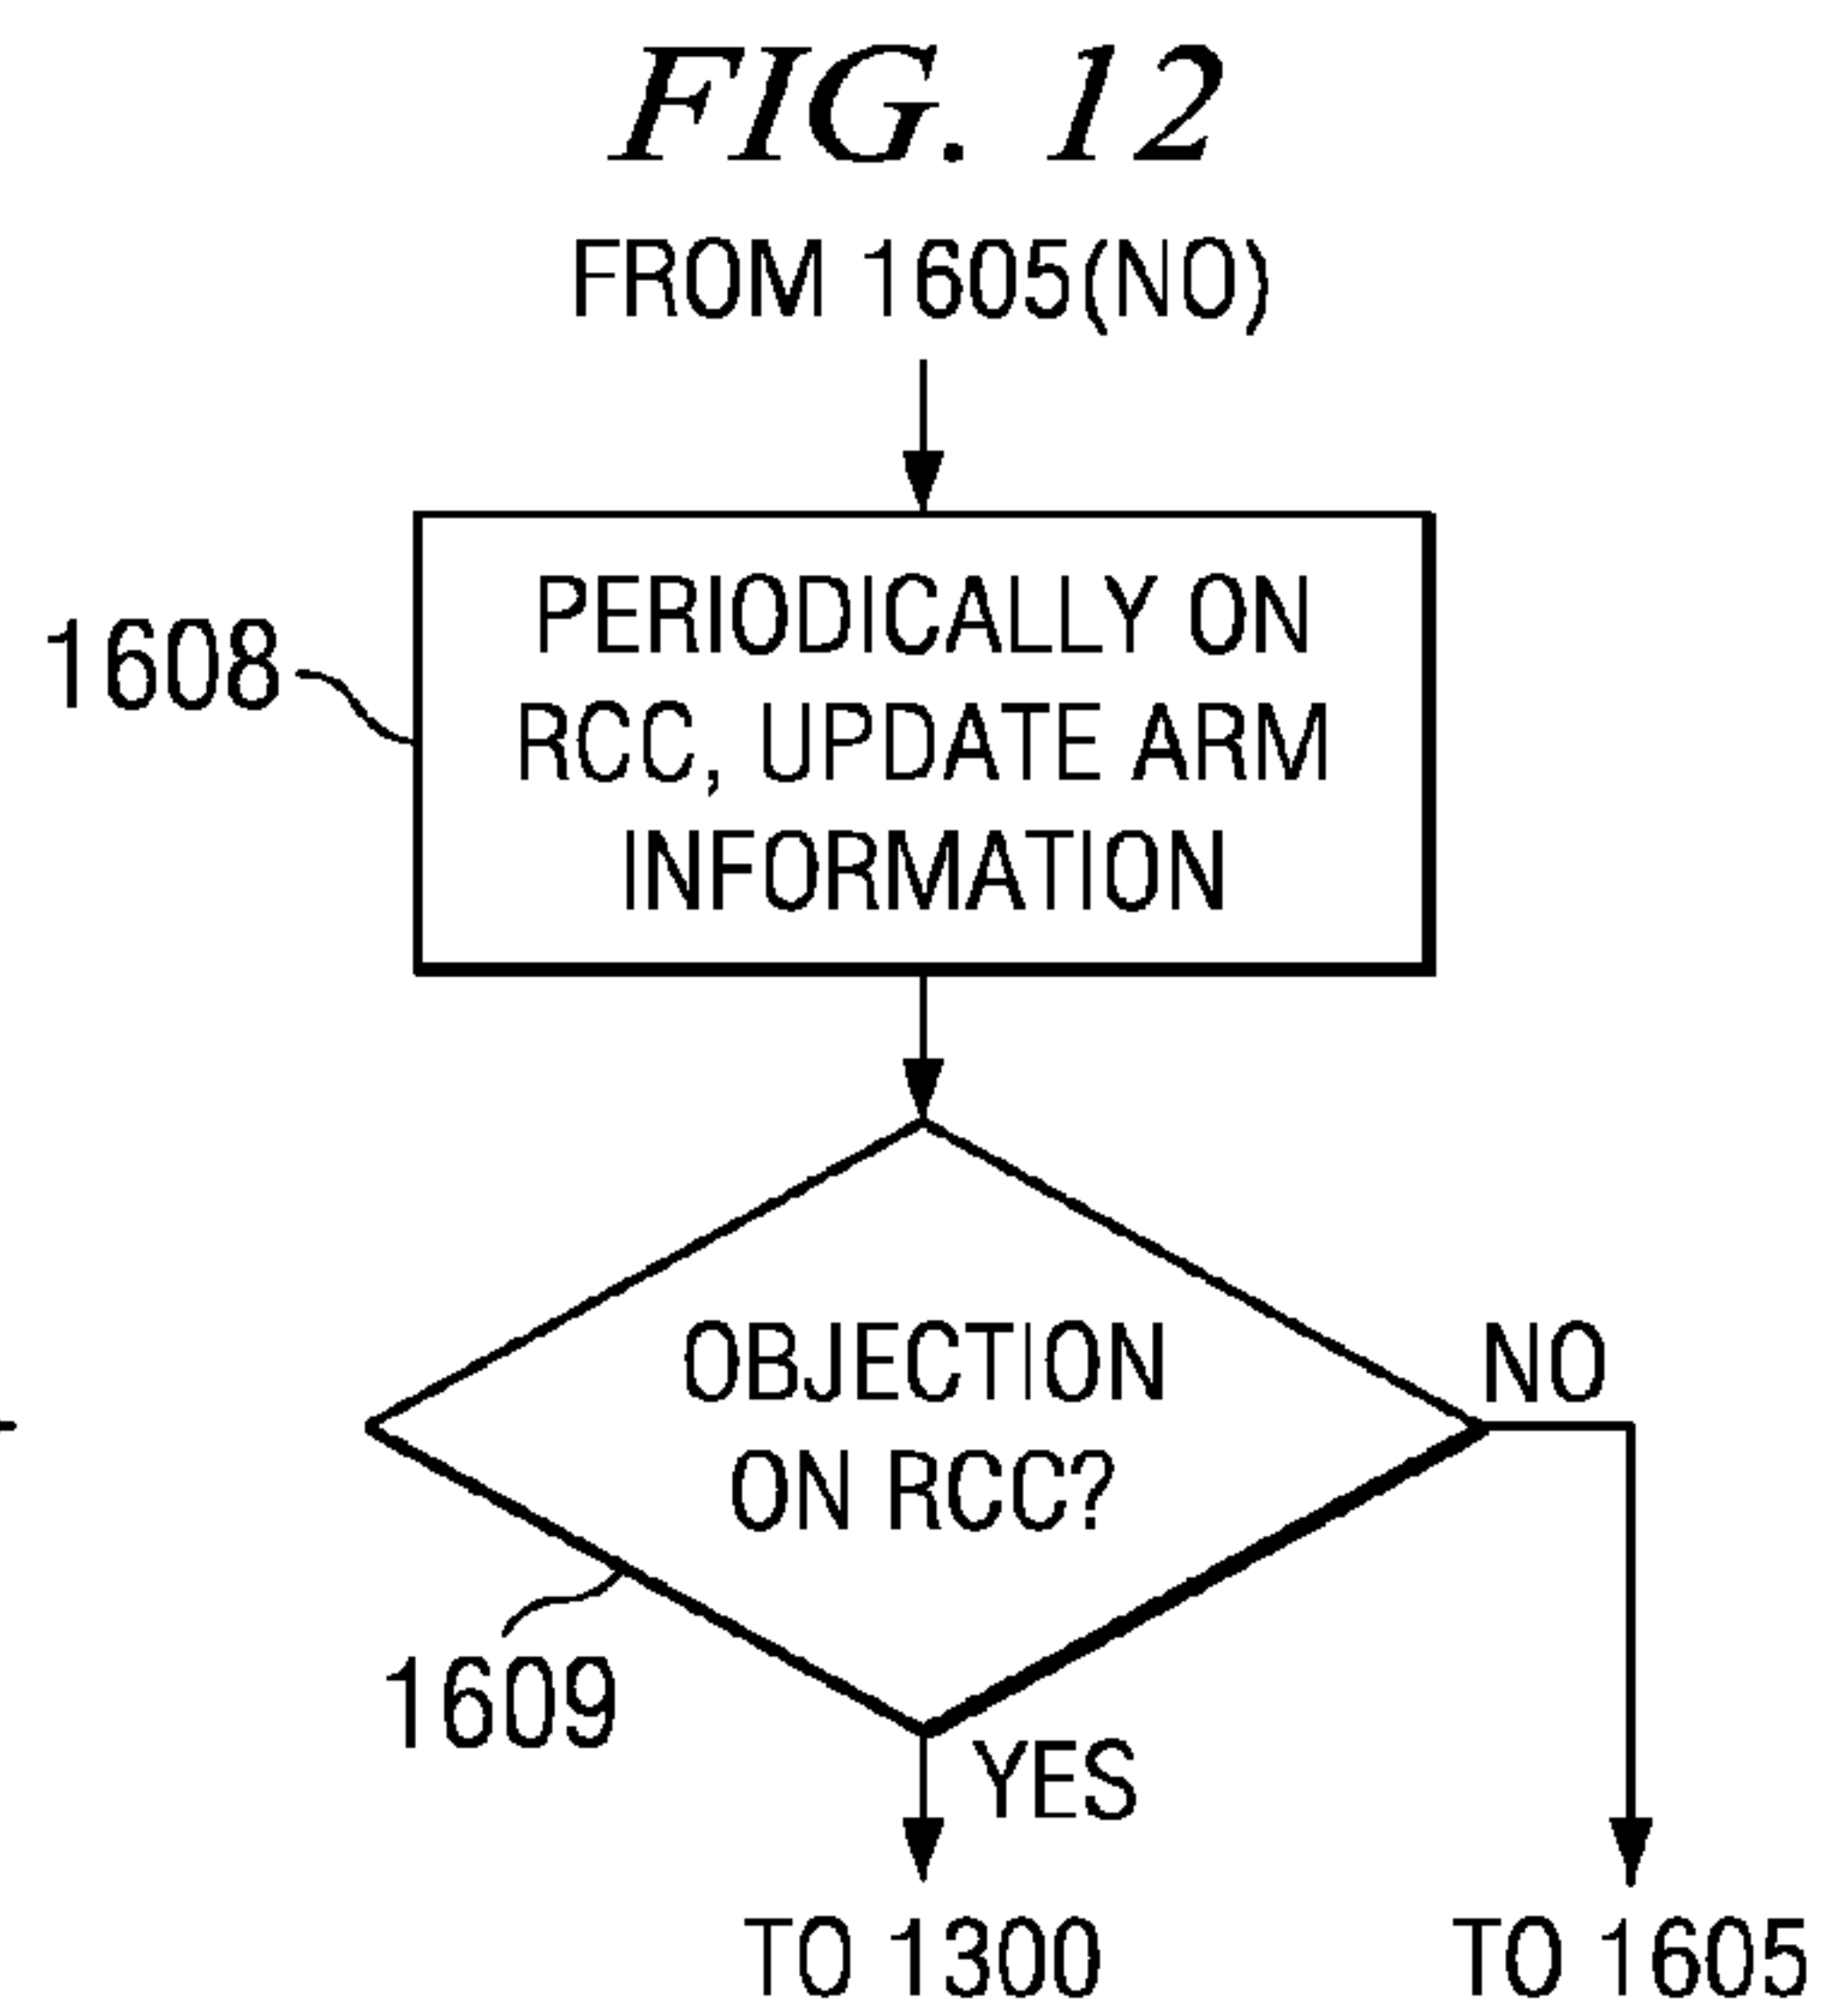 FIG. 12
FROM 1605(NO)
PERIODICALLY ON
RCC, UPDATE ARM
INFORMATION
1608
OBJECTION
ON RCC?
NO
1609
YES
TO 1300
TO 1605